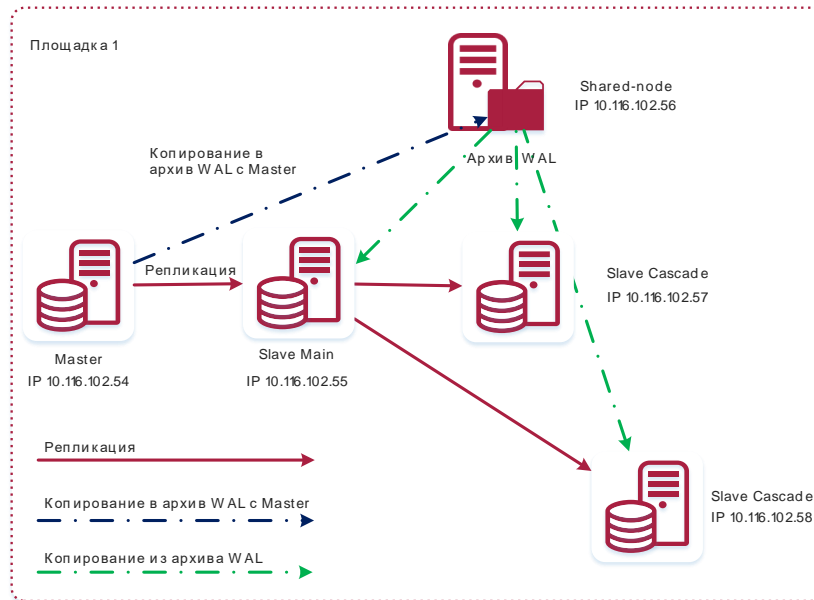 Площадка 1
Shared-node
IP 10.116.102.56
Копирование в
архив WAL с Master
Архив WAL
Репликация
Slave Cascade
IP 10.116.102.57
Master
IP 10.116.102.54
Slave Main
IP 10.116.102.55
Репликация
Копирование в архив WAL с Master
Копирование из архива WAL
Slave Cascade
IP 10.116.102.58